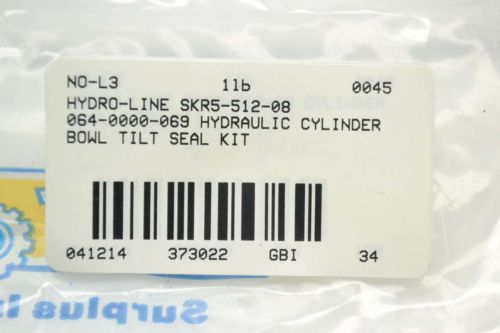 NO-L3 1lb 0045
HYDRO-LINE SKR5-512-08
064-0000-069 HYDRAULIC CYLINDER
BOWL TILT SEAL KIT
041214 373022 GBI 34
Surplus